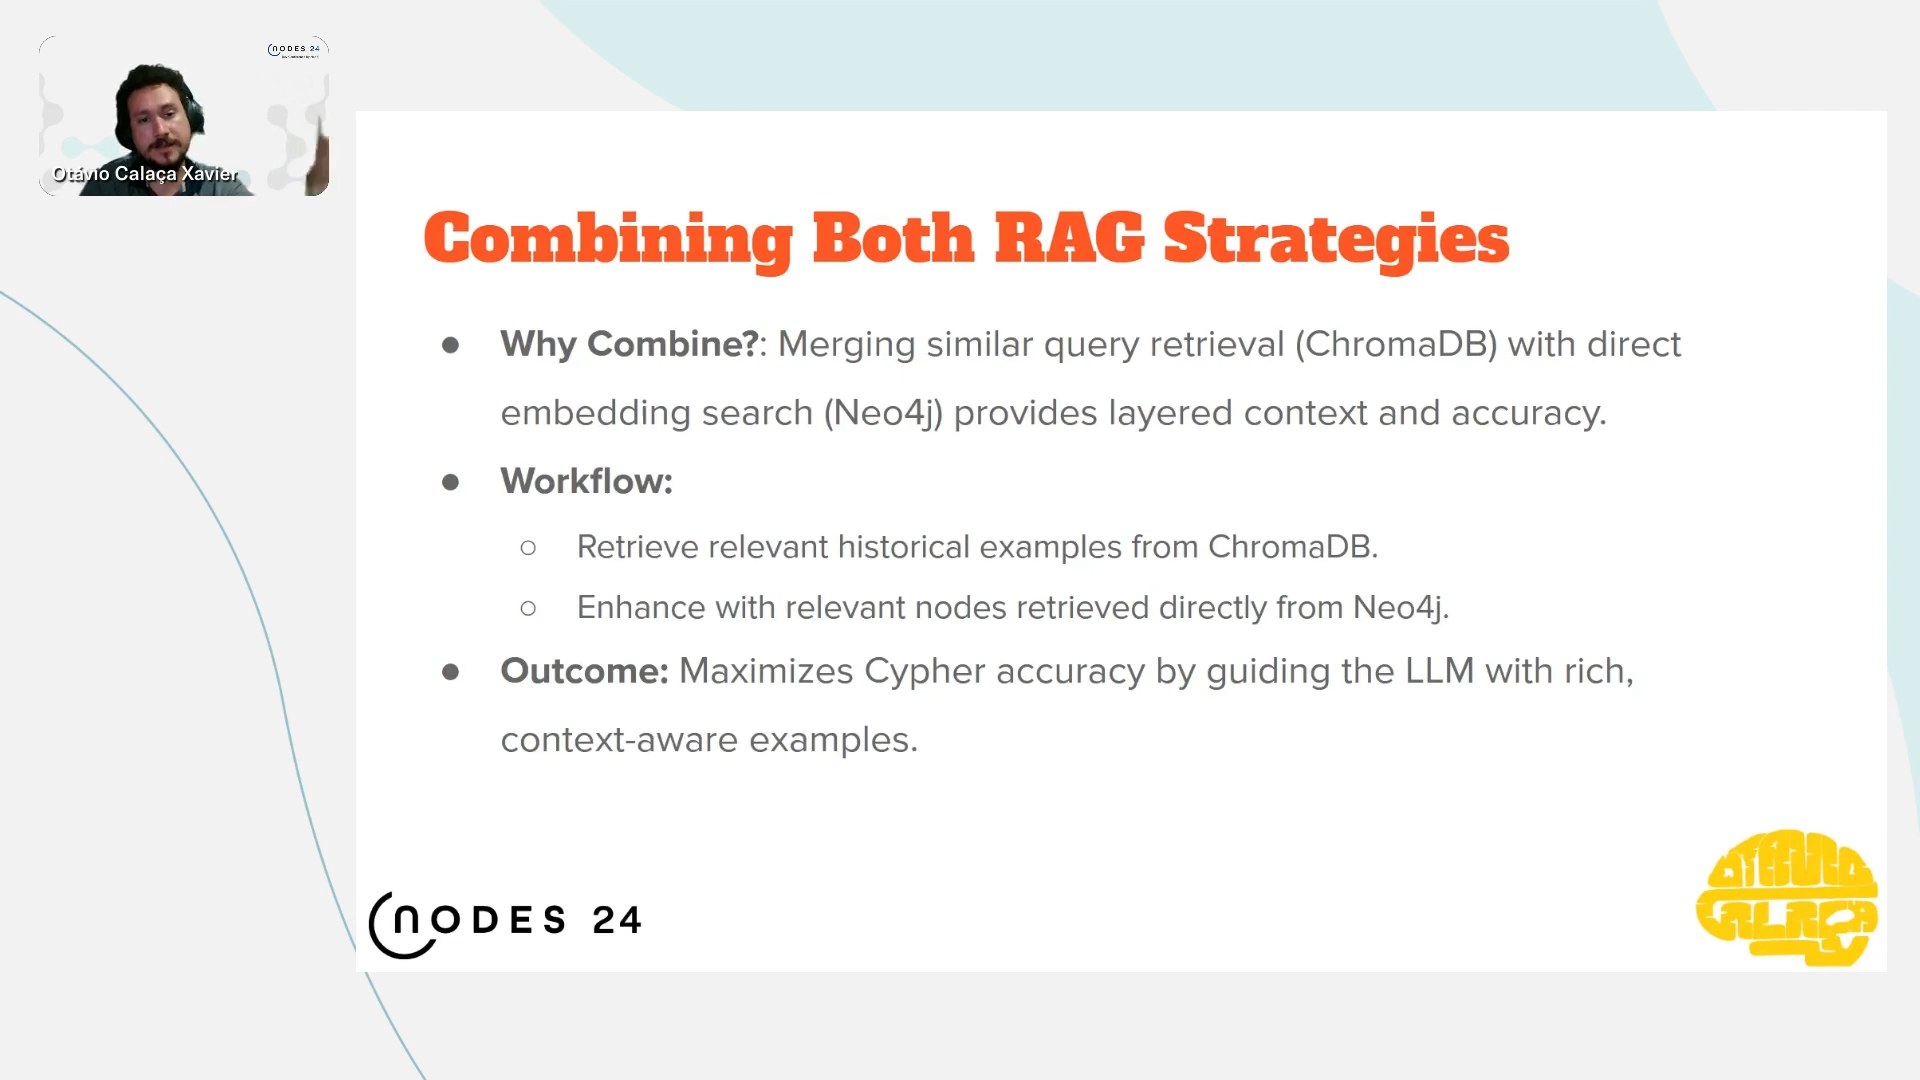 NODES 24
Otávio Calaça Xavier
Combining Both RAG Strategies
Why Combine?: Merging similar query retrieval (ChromaDB) with direct
embedding search (Neo4j) provides layered context and accuracy.
Workflow:
Retrieve relevant historical examples from ChromaDB.
Enhance with relevant nodes retrieved directly from Neo4j.
Outcome: Maximizes Cypher accuracy by guiding the LLM with rich,
context-aware examples.
NODES 24
OTAVIO
CALAÇA